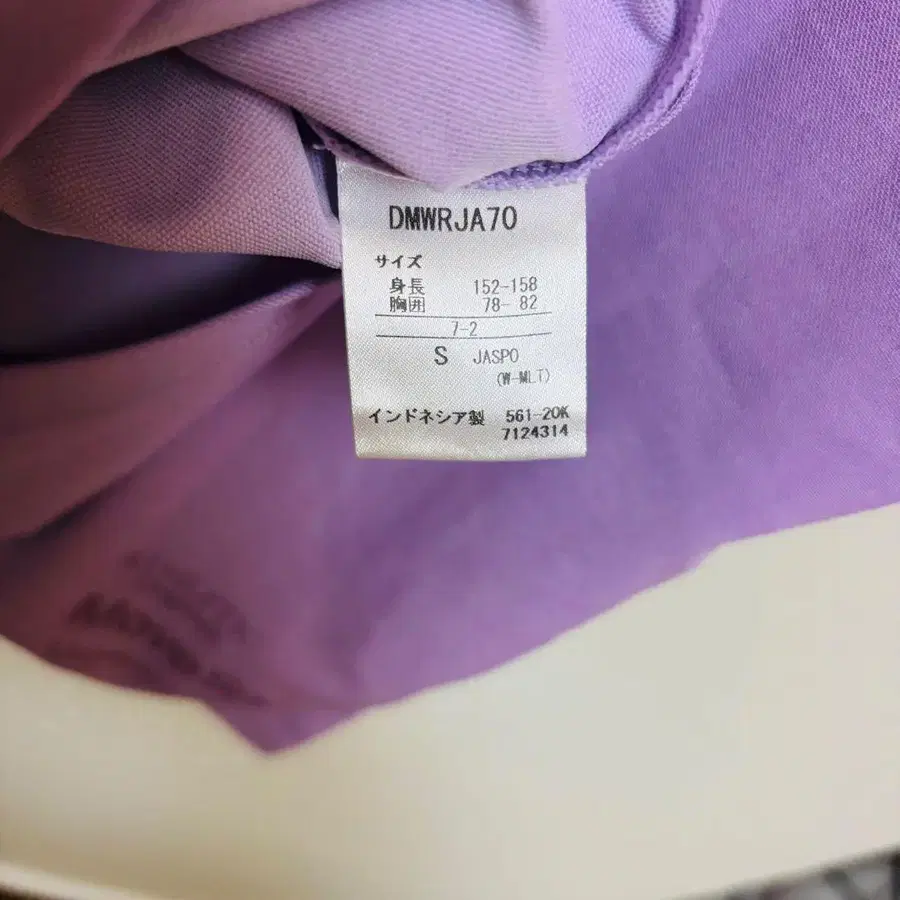 DMWRJA70
サイズ
身長 152-158
胸囲 78- 82
7-2
S JASPO
(W-MLT)
インドネシア製 561-20K
7124314